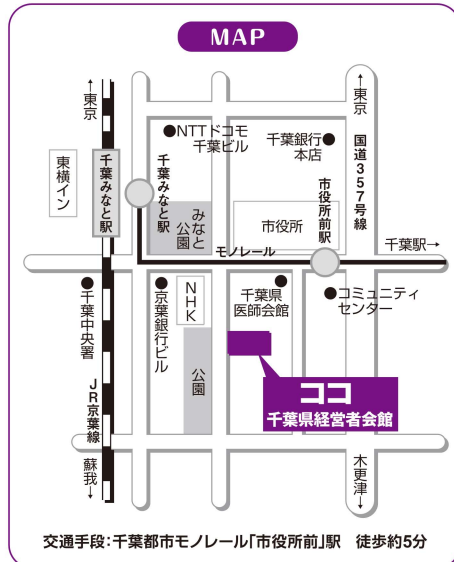 MAP
←東京
←東京
NTTドコモ
千葉ビル
千葉銀行
本店
国道357号線
東横イン
千葉みなと駅
千葉みなと駅
みなと
公園
市役所
市役所前駅
千葉駅→
モノレール
千葉中央署
京葉銀行ビル
NHK
千葉県
医師会館
コミュニティ
センター
公園
ココ
千葉県経営者会館
JR京葉線
蘇我→
木更津→
交通手段:千葉都市モノレール「市役所前」駅 徒歩約5分